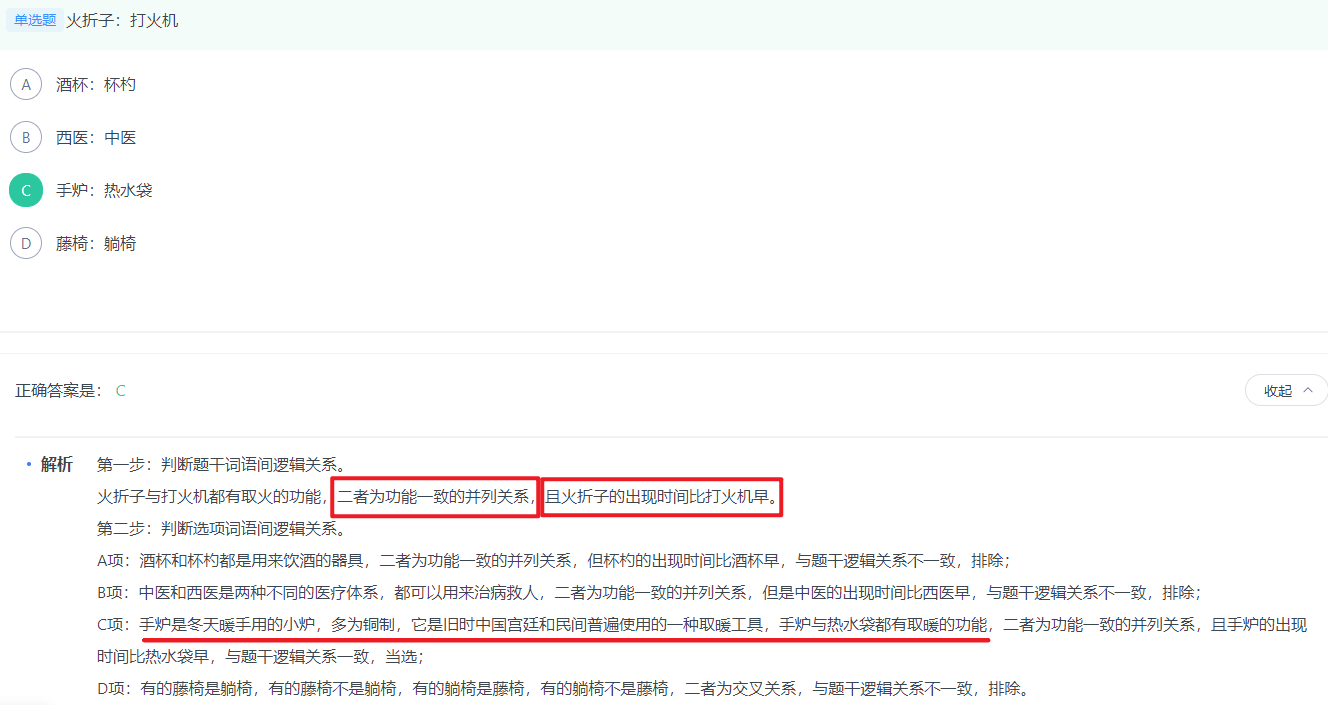 单选题 火折子：打火机
A 酒杯：杯杓
B 西医：中医
C 手炉：热水袋
D 藤椅：躺椅
正确答案是： C
收起
• 解析 第一步：判断题干词语间逻辑关系。
火折子与打火机都有取火的功能，二者为功能一致的并列关系，且火折子的出现时间比打火机早。
第二步：判断选项词语间逻辑关系。
A项：酒杯和杯杓都是用来饮酒的器具，二者为功能一致的并列关系，但杯杓的出现时间比酒杯早，与题干逻辑关系不一致，排除；
B项：中医和西医是两种不同的医疗体系，都可以用来治病救人，二者为功能一致的并列关系，但是中医的出现时间比西医早，与题干逻辑关系不一致，排除；
C项：手炉是冬天暖手用的小炉，多为铜制，它是旧时中国宫廷和民间普遍使用的一种取暖工具，手炉与热水袋都有取暖的功能，二者为功能一致的并列关系，且手炉的出现
时间比热水袋早，与题干逻辑关系一致，当选；
D项：有的藤椅是躺椅，有的藤椅不是躺椅，有的躺椅是藤椅，有的躺椅不是藤椅，二者为交叉关系，与题干逻辑关系不一致，排除。